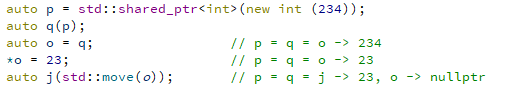 auto p = std::shared_ptr<int>(new int (234));
auto q(p);
auto o = q;                // p = q = o -> 234
*o = 23;                   // p = q = o -> 23
auto j(std::move(o));      // p = q = j -> 23, o -> nullptr